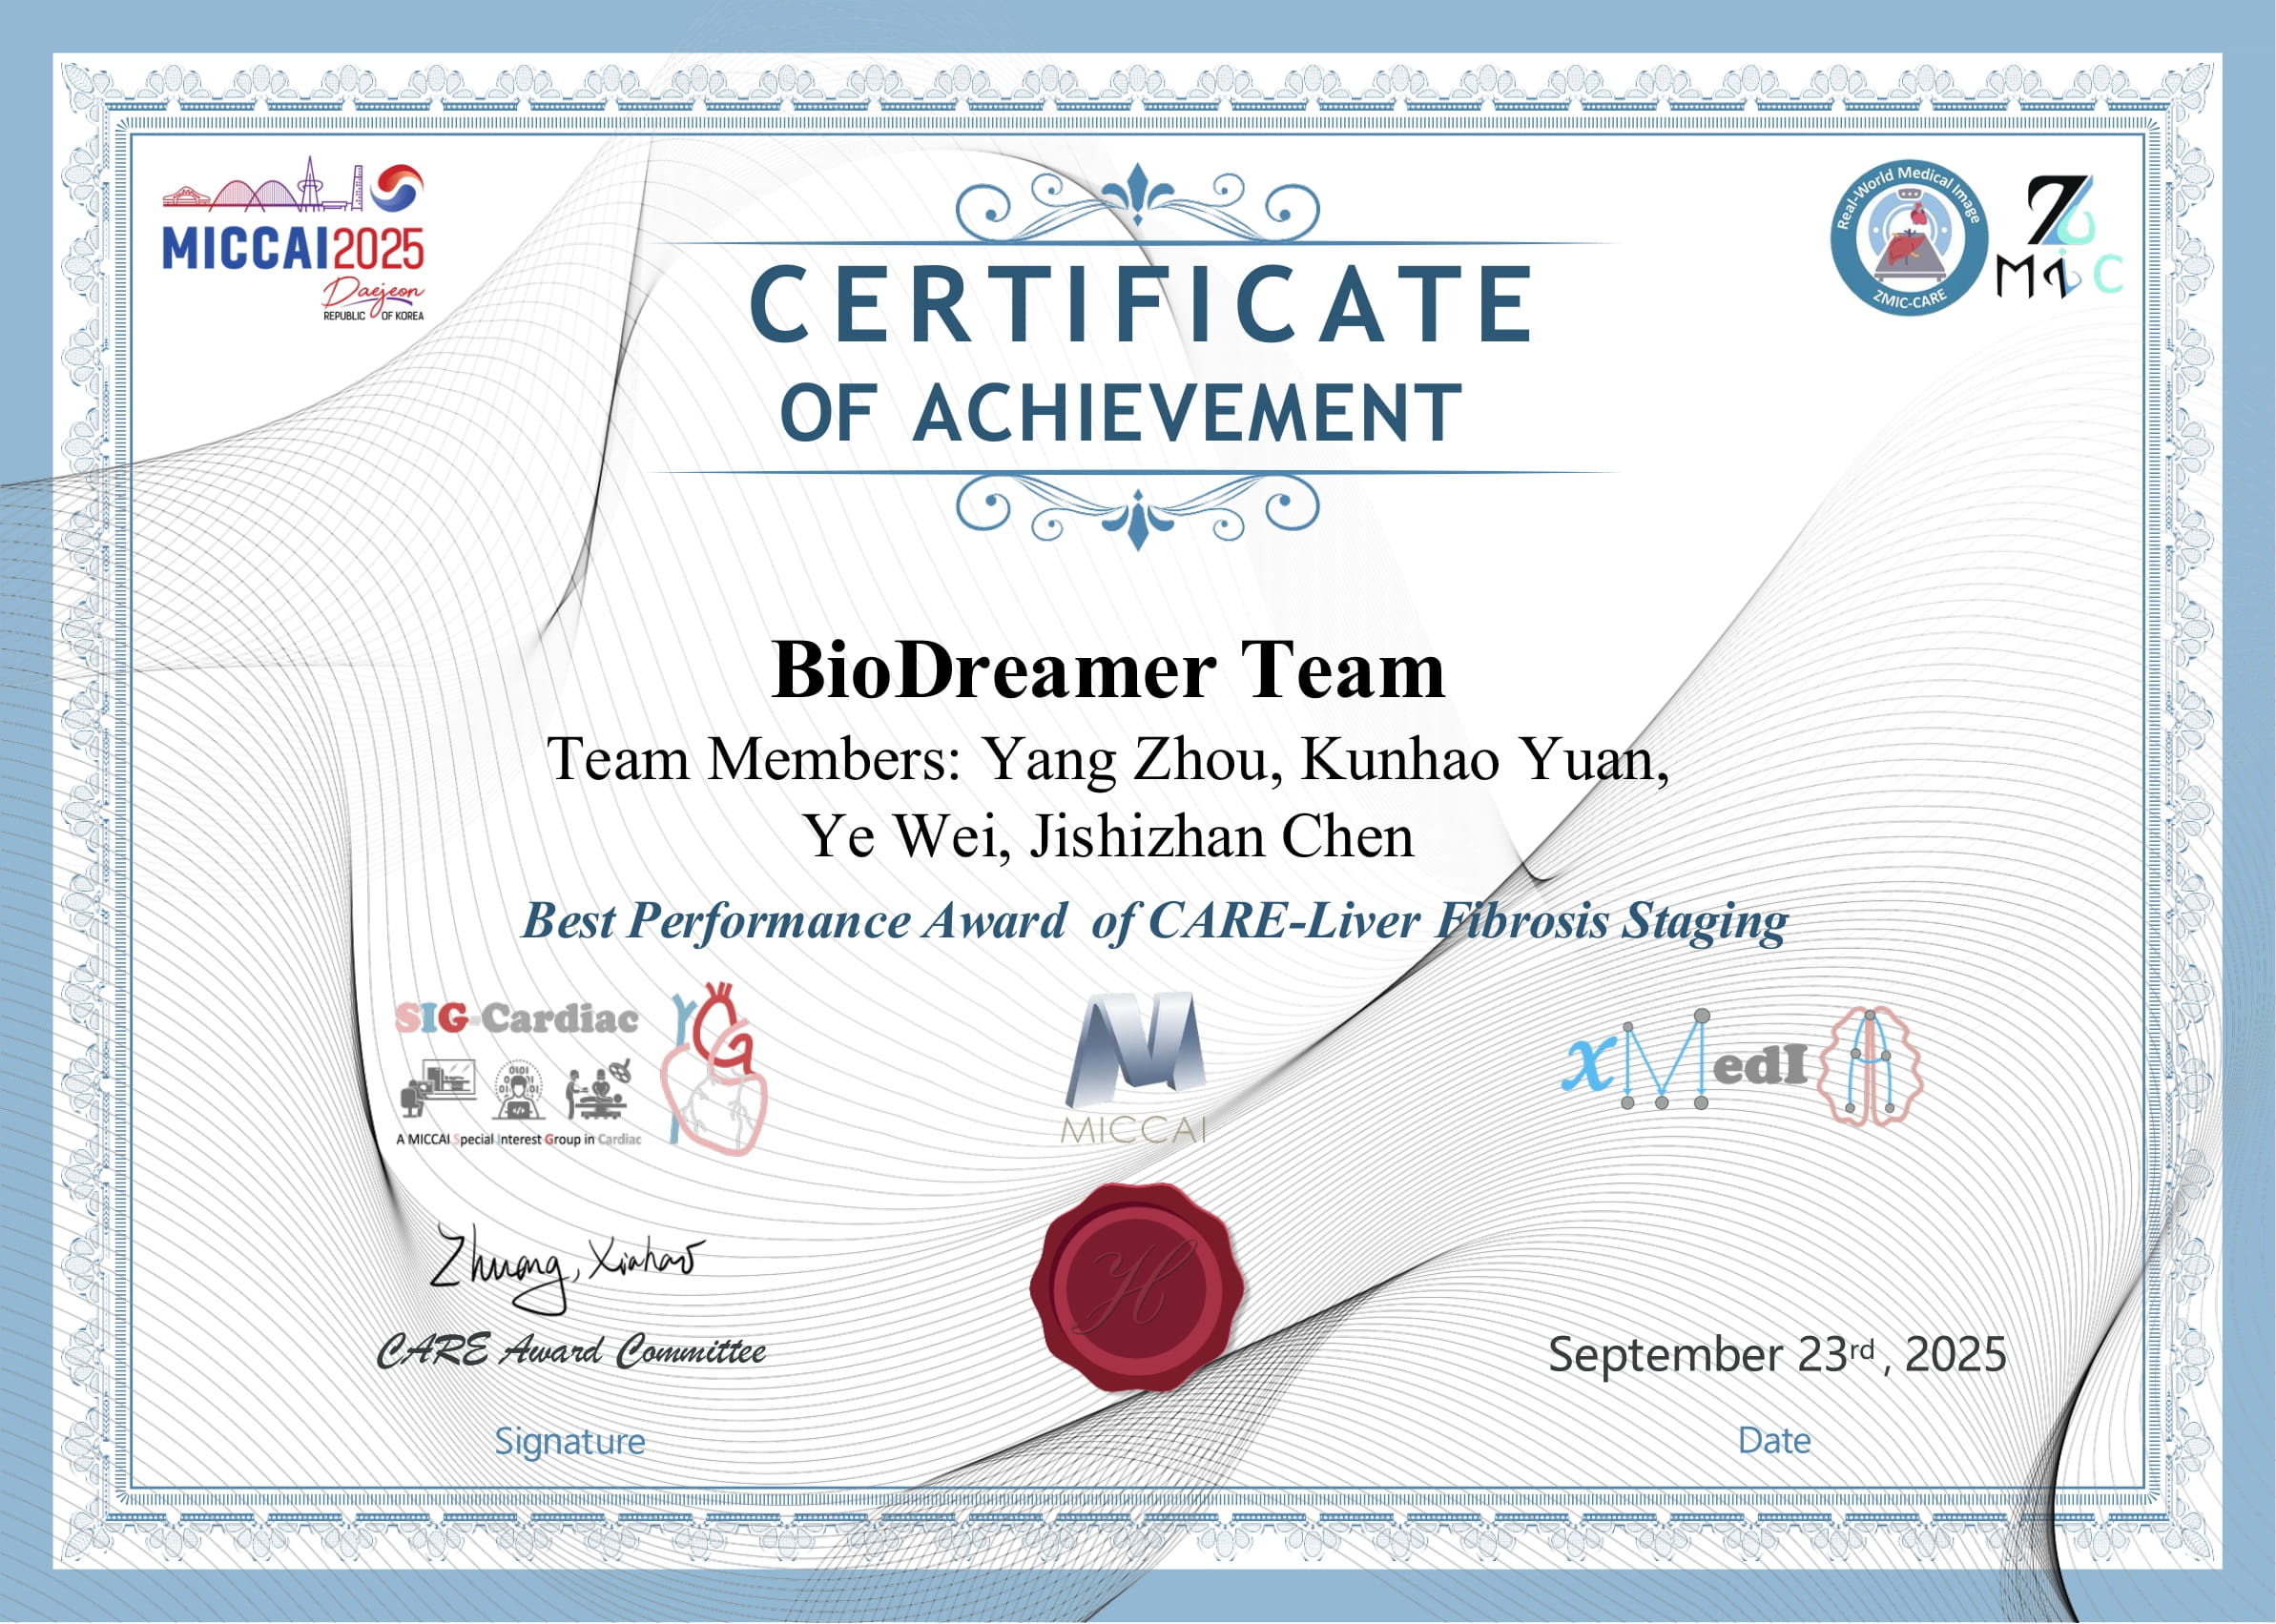 MICCAI2025
Daejeon
REPUBLIC OF KOREA
Real-World Medical Image
ZMIC-CARE
ZMIC
CERTIFICATE
OF ACHIEVEMENT
BioDreamer Team
Team Members: Yang Zhou, Kunhao Yuan,
Ye Wei, Jishizhan Chen
Best Performance Award of CARE-Liver Fibrosis Staging
SIG-Cardiac
A MICCAI Special Interest Group in Cardiac
MICCAI
xMedIA
Zhuang, Xiahai
CARE Award Committee
Signature
September 23rd, 2025
Date